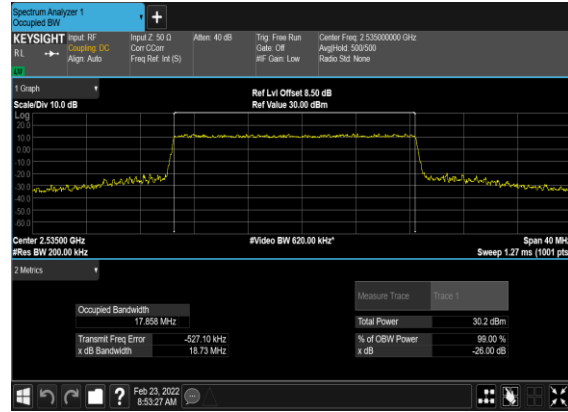 Spectrum Analyzer 1
Occupied BW
+
KEYSIGHT Input: RF Input Z: 50 Ω Atten: 40 dB Trig: Free Run Center Freq: 2.535000000 GHz
RL Coupling: DC Corr CCorr Gate: Off Avg|Hold: 500/500
Align: Auto Freq Ref: Int (S) #IF Gain: Low Radio Std: None
1 Graph
Ref Lvl Offset 8.50 dB
Scale/Div 10.0 dB Ref Value 30.00 dBm
Log
20.0
10.0
0.00
-10.0
-20.0
-30.0
-40.0
-50.0
-60.0
Center 2.53500 GHz #Video BW 620.00 kHz* Span 40 MHz
#Res BW 200.00 kHz Sweep 1.27 ms (1001 pts
2 Metrics
Measure Trace Trace 1
Occupied Bandwidth
17.858 MHz Total Power 30.2 dBm
Transmit Freq Error -527.10 kHz % of OBW Power 99.00 %
x dB Bandwidth 18.73 MHz x dB -26.00 dB
? Feb 23, 2022
8:53:27 AM